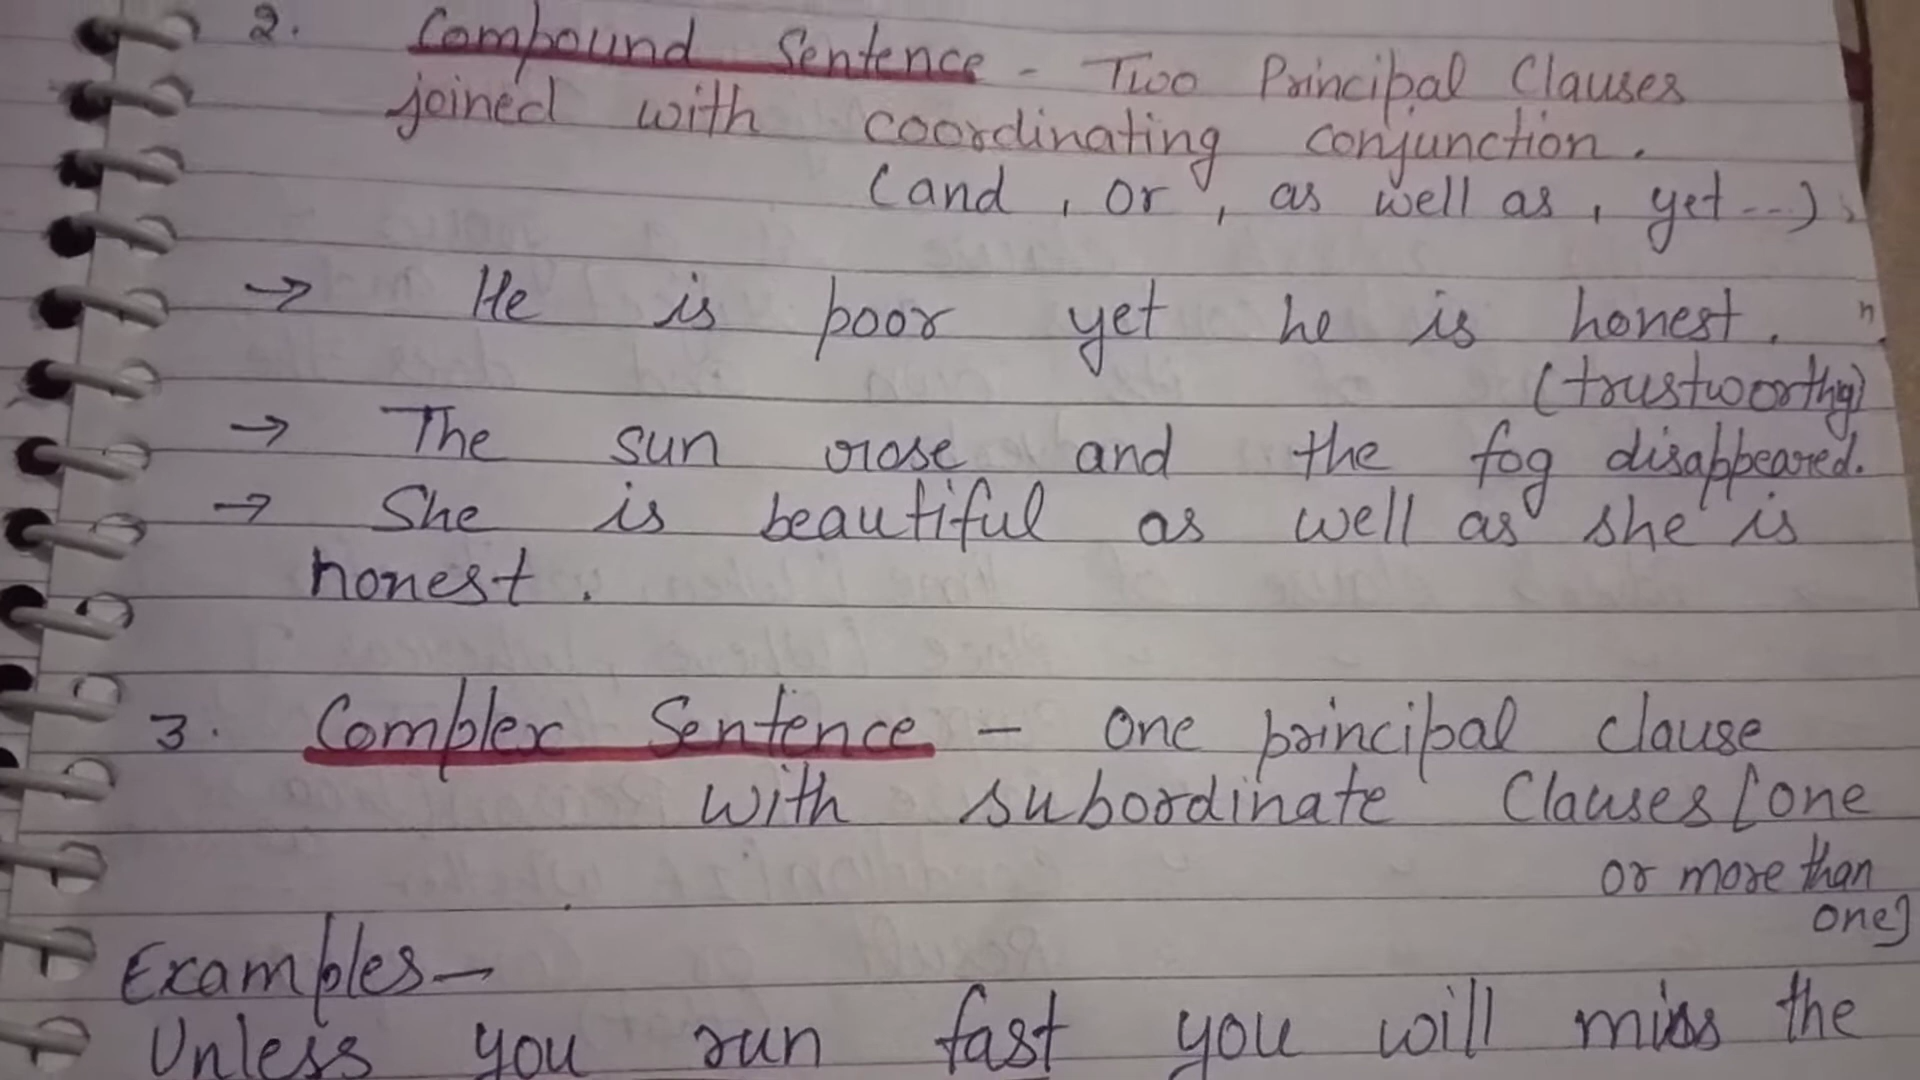 2. Compound Sentence - Two Principal Clauses
joined with coordinating conjunction.
(and, or, as well as, yet --)
→ He is poor yet he is honest.
(trustworthy)
→ The sun rose and the fog disappeared.
→ She is beautiful as well as she is
honest.
3. Complex Sentence - One principal clause
with subordinate Clauses [one
or more than
one]
Examples-
Unless you run fast you will miss the